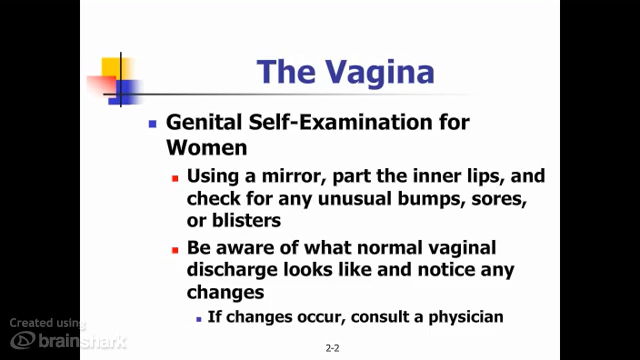 The Vagina
Genital Self-Examination for
Women
Using a mirror, part the inner lips, and
check for any unusual bumps, sores,
or blisters
Be aware of what normal vaginal
discharge looks like and notice any
changes
If changes occur, consult a physician
Created using
brainshark
2-2